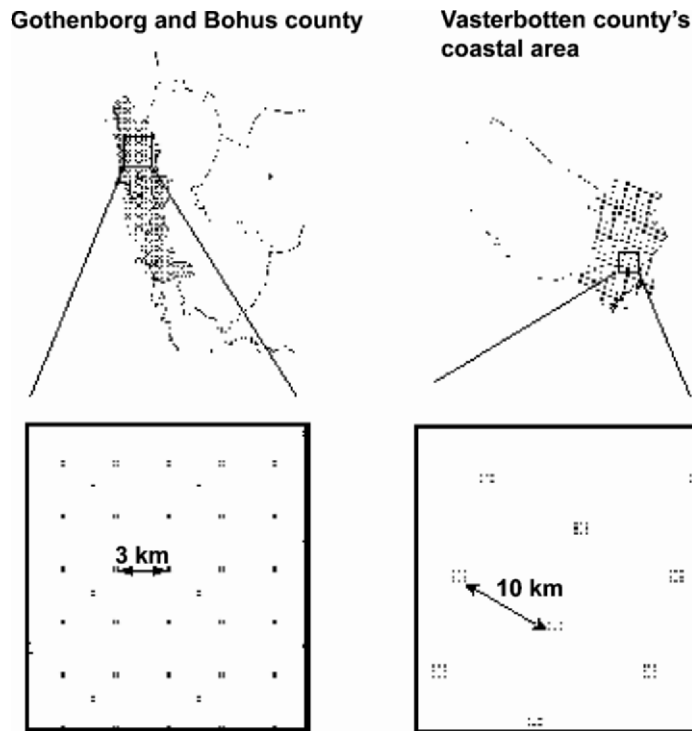 Gothenborg and Bohus county
Vasterbotten county's
coastal area
3 km
10 km